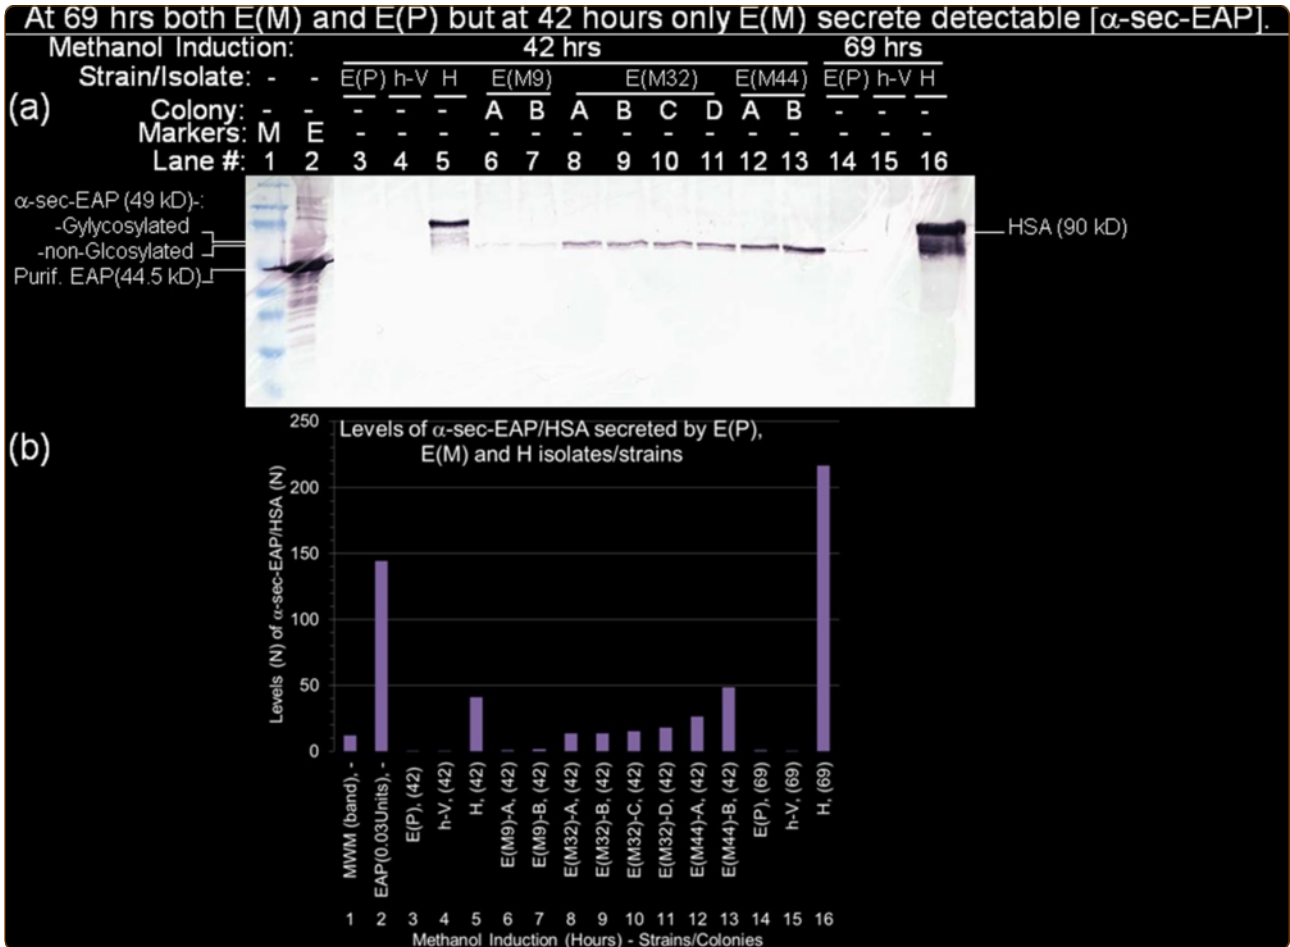 At 69 hrs both E(M) and E(P) but at 42 hours only E(M) secrete detectable [α-sec-EAP].
Methanol Induction: 42 hrs 69 hrs
Strain/Isolate: - - E(P) h-V H E(M9) E(M32) E(M44) E(P) h-V H
(a)
Colony: - - - - - A B A B C D A B - - -
Markers: M E - - - - - - - - - - - - - -
Lane #: 1 2 3 4 5 6 7 8 9 10 11 12 13 14 15 16
α-sec-EAP (49 kD)-:
-Gylycosylated
-non-Glcosylated
Purif. EAP(44.5 kD)
HSA (90 kD)
(b)
Levels of α-sec-EAP/HSA secreted by E(P),
E(M) and H isolates/strains
Levels (N) of α-sec-EAP/HSA (N)
250
200
150
100
50
0
MWM (band), -
EAP(0.03Units), -
E(P), (42)
h-V, (42)
H, (42)
E(M9)-A, (42)
E(M9)-B, (42)
E(M32)-A, (42)
E(M32)-B, (42)
E(M32)-C, (42)
E(M32)-D, (42)
E(M44)-A, (42)
E(M44)-B, (42)
E(P), (69)
h-V, (69)
H, (69)
1 2 3 4 5 6 7 8 9 10 11 12 13 14 15 16
Methanol Induction (Hours) - Strains/Colonies